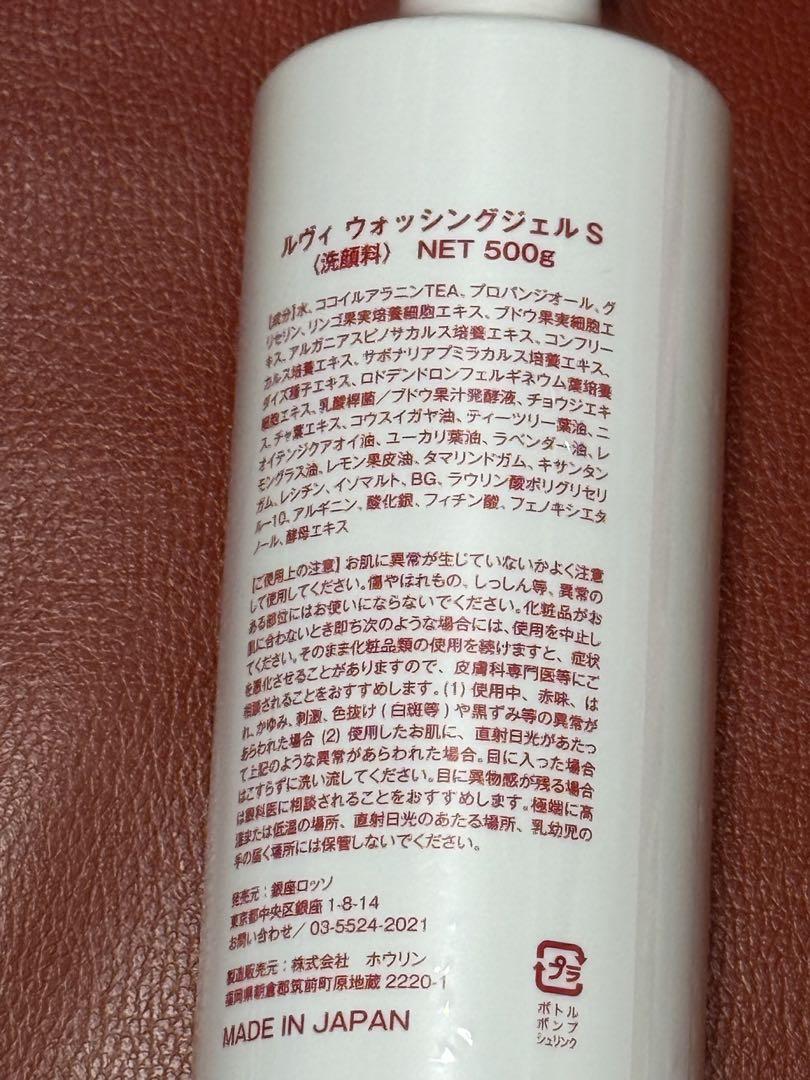 ルヴィ ウォッシングジェル S
〈洗顔料〉 NET 500g
【成分】水、ココイルアラニンTEA、プロパンジオール、グ
リセリン、リンゴ果実培養細胞エキス、ブドウ果実細胞エ
キス、アルガニアスピノサカルス培養エキス、コンフリー
カルス培養エキス、サボナリアプミラカルス培養エキス、
ダイズ種子エキス、ロドデンドロンフェルギネウム葉培養
細胞エキス、乳酸桿菌／ブドウ果汁発酵液、チョウジエキ
ス、チャ葉エキス、コウスイガヤ油、ティーツリー葉油、ニ
オイテンジクアオイ油、ユーカリ葉油、ラベンダー油、レ
モングラス油、レモン果皮油、タマリンドガム、キサンタン
ガム、レシチン、イソマルト、BG、ラウリン酸ポリグリセリ
ル－10、アルギニン、酸化銀、フィチン酸、フェノキシエタ
ノール、酵母エキス
【ご使用上の注意】お肌に異常が生じていないかよく注意
して使用してください。傷やはれもの、しっしん等、異常の
ある部位にはお使いにならないでください。化粧品がお
肌に合わないとき即ち次のような場合には、使用を中止し
てください。そのまま化粧品類の使用を続けますと、症状
を悪化させることがありますので、皮膚科専門医等にご
相談されることをおすすめします。(1) 使用中、赤味、は
れ、かゆみ、刺激、色抜け ( 白斑等 ) や黒ずみ等の異常が
あらわれた場合 (2) 使用したお肌に、直射日光があたっ
て上記のような異常があらわれた場合。目に入った場合
はこすらずに洗い流してください。目に異物感が残る場合
は眼科医に相談されることをおすすめします。極端に高
温または低温の場所、直射日光のあたる場所、乳幼児の
手の届く場所には保管しないでください。
発売元：銀座ロッソ
東京都中央区銀座 1-8-14
お問い合わせ／ 03-5524-2021
製造販売元：株式会社 ホウリン
福岡県朝倉郡筑前町原地蔵 2220-1
MADE IN JAPAN
プラ
ボトル
ポンプ
シュリンク